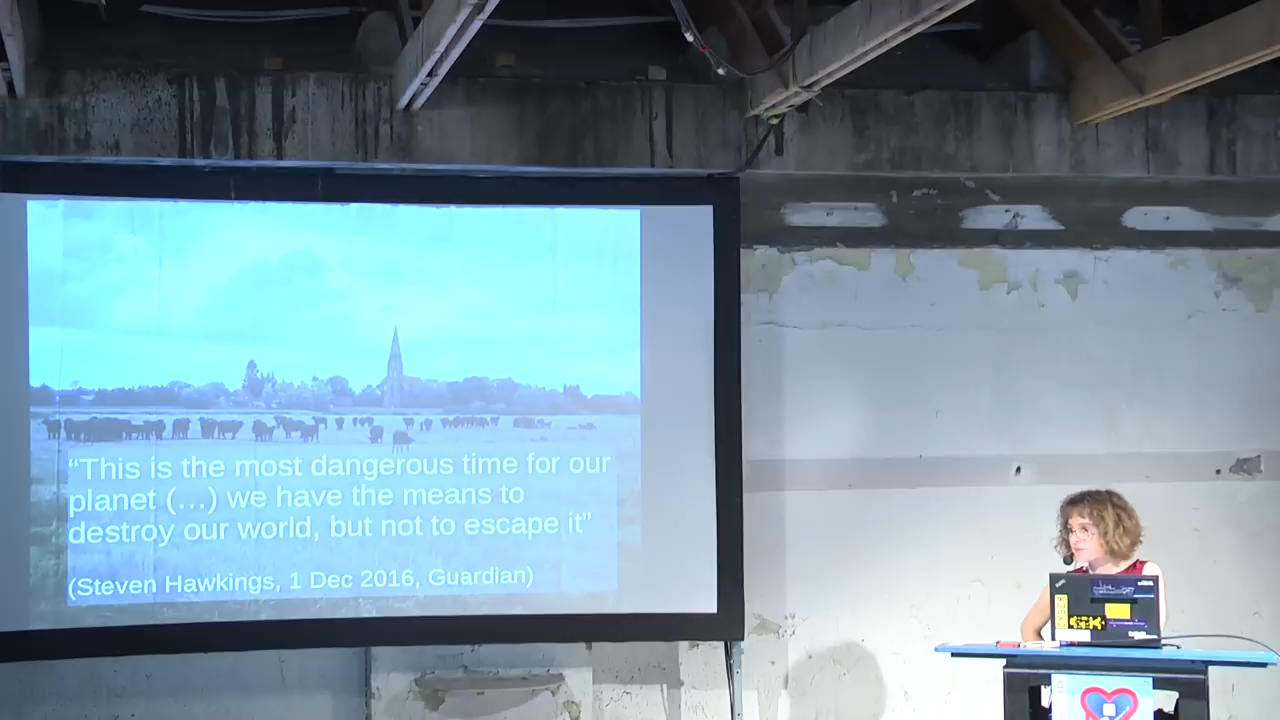 “This is the most dangerous time for our
planet (...) we have the means to
destroy our world, but not to escape it”
(Steven Hawkings, 1 Dec 2016, Guardian)
CYBER